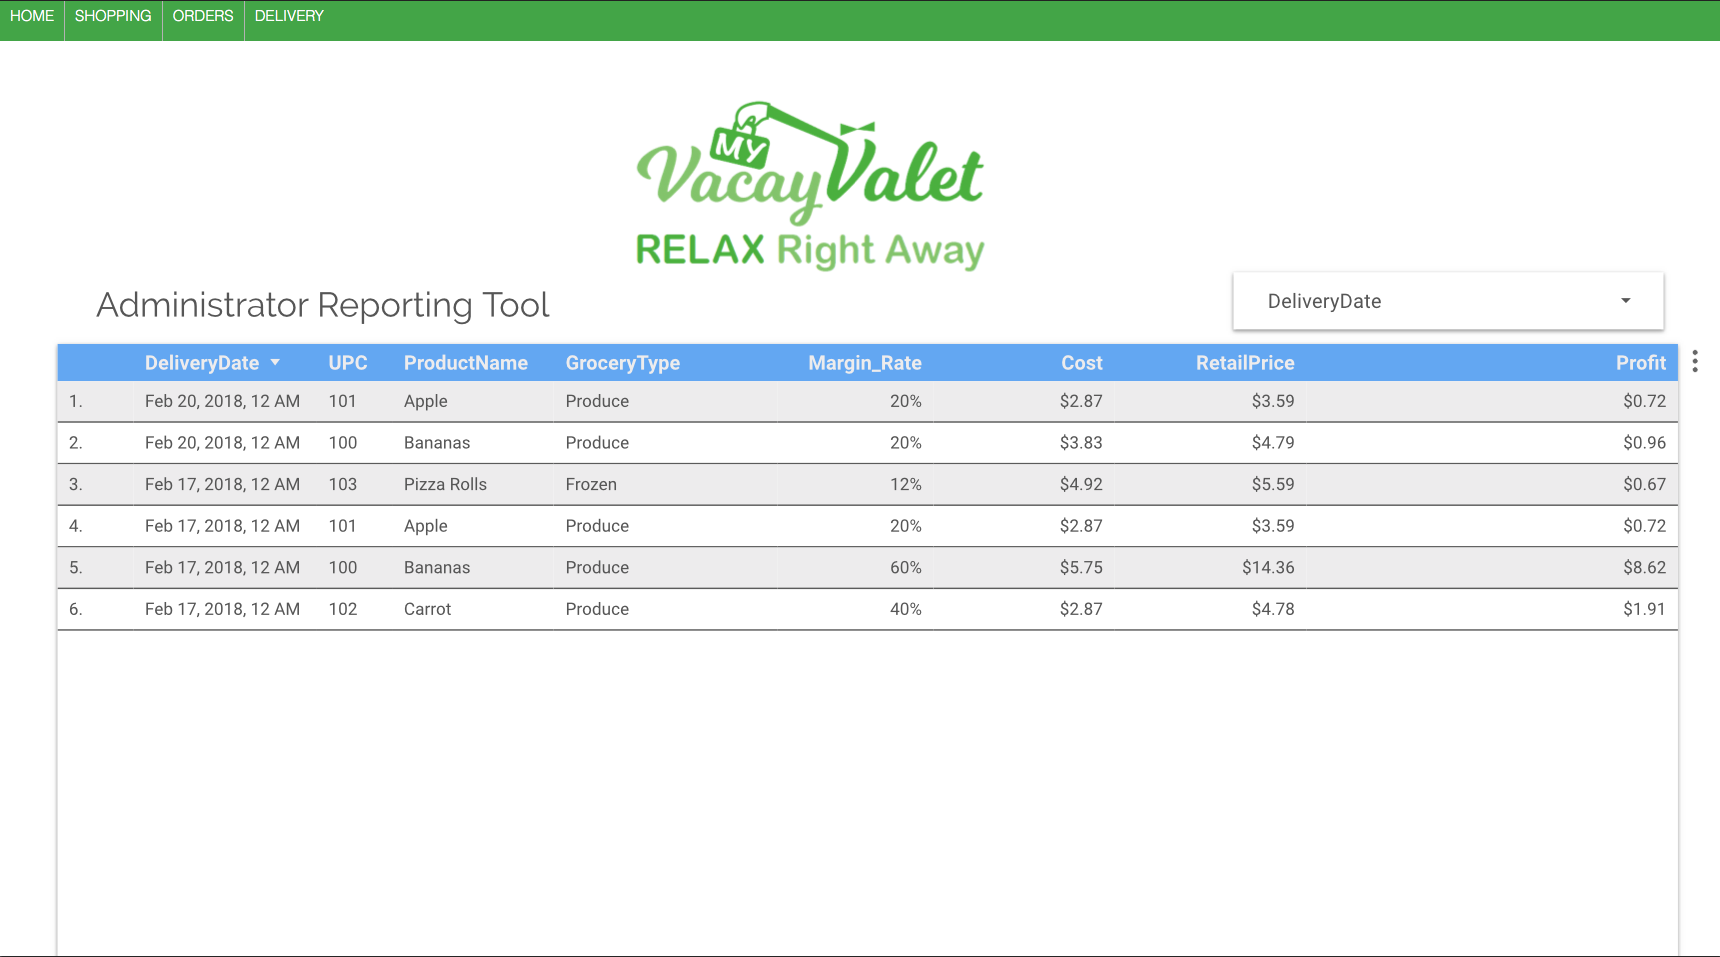 HOME SHOPPING ORDERS DELIVERY
MY
VacayValet
RELAX Right Away
Administrator Reporting Tool
DeliveryDate
DeliveryDate UPC ProductName GroceryType Margin_Rate Cost RetailPrice Profit
1. Feb 20, 2018, 12 AM 101 Apple Produce 20% $2.87 $3.59 $0.72
2. Feb 20, 2018, 12 AM 100 Bananas Produce 20% $3.83 $4.79 $0.96
3. Feb 17, 2018, 12 AM 103 Pizza Rolls Frozen 12% $4.92 $5.59 $0.67
4. Feb 17, 2018, 12 AM 101 Apple Produce 20% $2.87 $3.59 $0.72
5. Feb 17, 2018, 12 AM 100 Bananas Produce 60% $5.75 $14.36 $8.62
6. Feb 17, 2018, 12 AM 102 Carrot Produce 40% $2.87 $4.78 $1.91